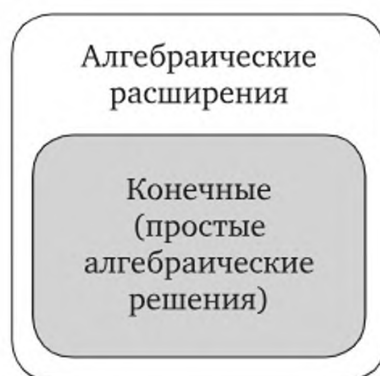 Алгебраические
расширения
Конечные
(простые
алгебраические
решения)